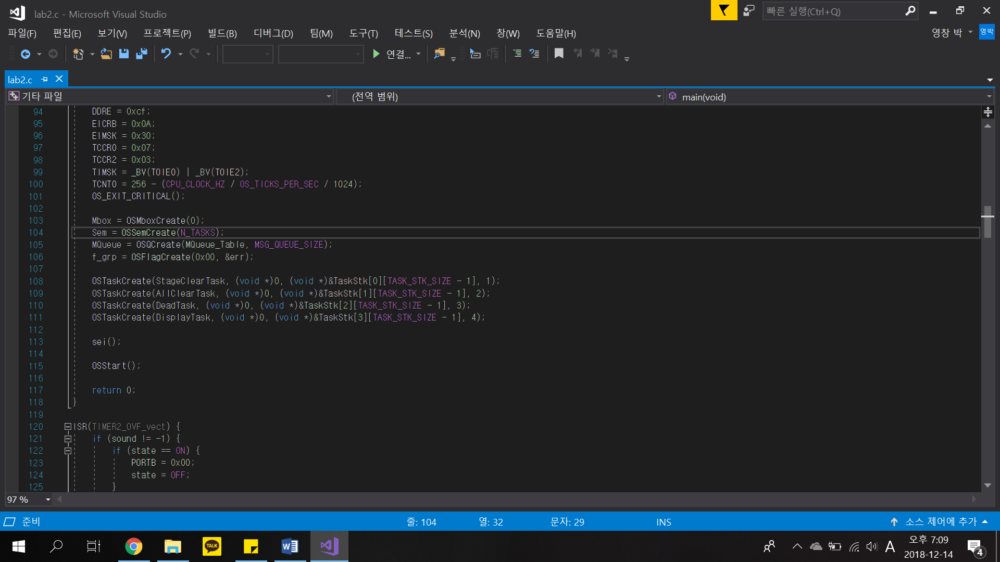 lab2.c - Microsoft Visual Studio
빠른 실행(Ctrl+Q)
파일(F) 편집(E) 보기(V) 프로젝트(P) 빌드(B) 디버그(D) 팀(M) 도구(T) 테스트(S) 분석(N) 창(W) 도움말(H)
영창 박 영박
연결...
lab2.c
기타 파일 (전역 범위) main(void)
94 DDRE = 0xcf;
95 EICRB = 0x0A;
96 EIMSK = 0x30;
97 TCCR0 = 0x07;
98 TCCR2 = 0x03;
99 TIMSK = _BV(TOIE0) | _BV(TOIE2);
100 TCNT0 = 256 - (CPU_CLOCK_HZ / OS_TICKS_PER_SEC / 1024);
101 OS_EXIT_CRITICAL();
102
103 Mbox = OSMboxCreate(0);
104 Sem = OSSemCreate(N_TASKS);
105 MQueue = OSQCreate(MQueue_Table, MSG_QUEUE_SIZE);
106 f_grp = OSFlagCreate(0x00, &err);
107
108 OSTaskCreate(StageClearTask, (void *)0, (void *)&TaskStk[0][TASK_STK_SIZE - 1], 1);
109 OSTaskCreate(AllClearTask, (void *)0, (void *)&TaskStk[1][TASK_STK_SIZE - 1], 2);
110 OSTaskCreate(DeadTask, (void *)0, (void *)&TaskStk[2][TASK_STK_SIZE - 1], 3);
111 OSTaskCreate(DisplayTask, (void *)0, (void *)&TaskStk[3][TASK_STK_SIZE - 1], 4);
112
113 sei();
114
115 OSStart();
116
117 return 0;
118 }
119
120 ISR(TIMER2_OVF_vect) {
121 if (sound != -1) {
122 if (state == ON) {
123 PORTB = 0x00;
124 state = OFF;
125 }
97 %
준비 줄: 104 열: 32 문자: 29 INS 소스 제어에 추가
TALK
A
오후 7:09
2018-12-14
4